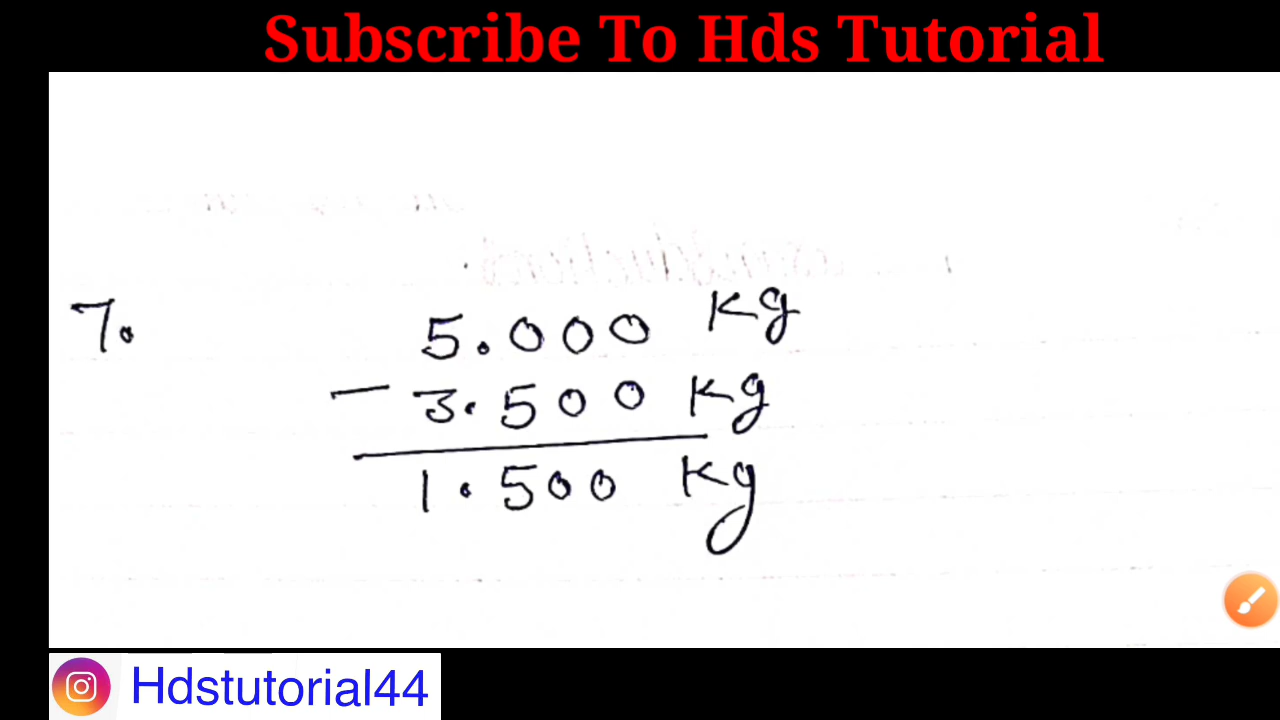 Subscribe To Hds Tutorial
7.
5.000 kg
- 3.500 kg
1.500 kg
Hdstutorial44